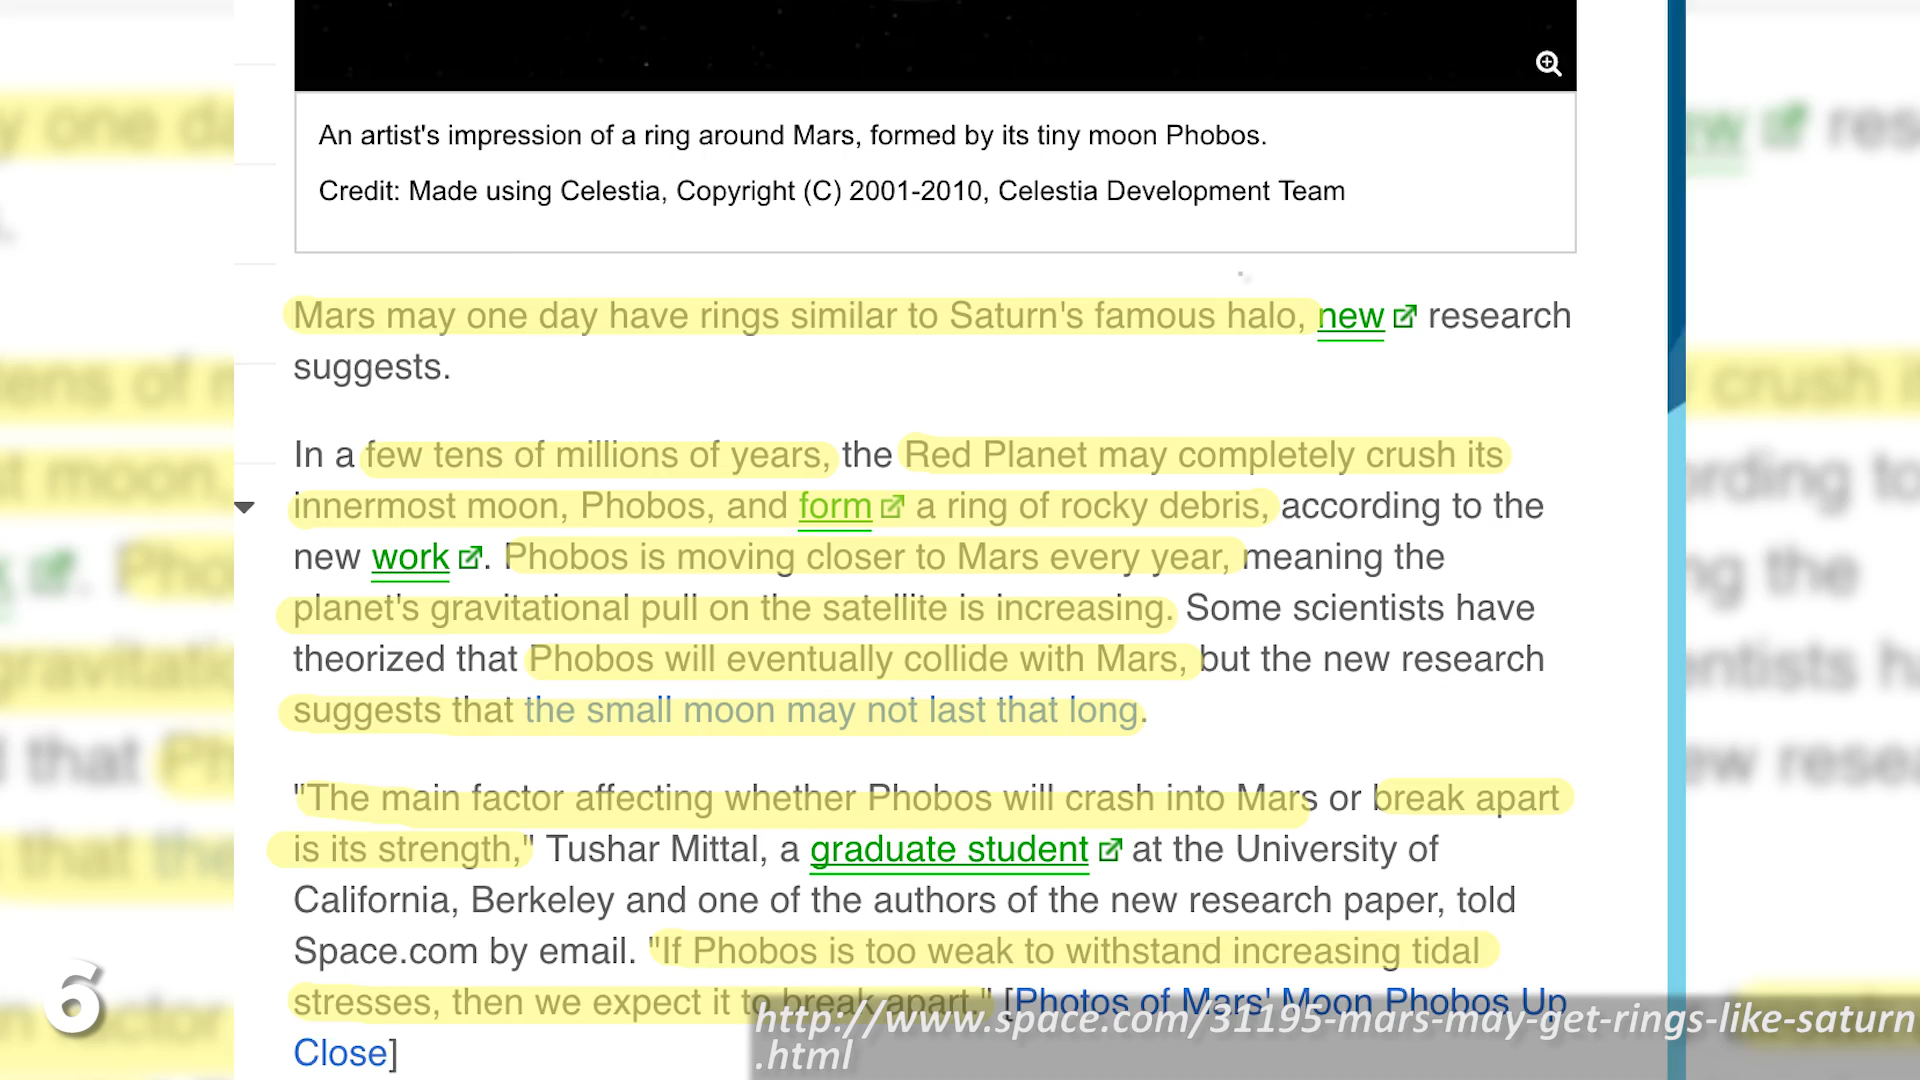 An artist's impression of a ring around Mars, formed by its tiny moon Phobos.
Credit: Made using Celestia, Copyright (C) 2001-2010, Celestia Development Team
Mars may one day have rings similar to Saturn's famous halo, new research
suggests.
In a few tens of millions of years, the Red Planet may completely crush its
innermost moon, Phobos, and form a ring of rocky debris, according to the
new work. Phobos is moving closer to Mars every year, meaning the
planet's gravitational pull on the satellite is increasing. Some scientists have
theorized that Phobos will eventually collide with Mars, but the new research
suggests that the small moon may not last that long.
"The main factor affecting whether Phobos will crash into Mars or break apart
is its strength," Tushar Mittal, a graduate student at the University of
California, Berkeley and one of the authors of the new research paper, told
Space.com by email. "If Phobos is too weak to withstand increasing tidal
stresses, then we expect it to break apart." [Photos of Mars' Moon Phobos Up
Close]
6
http://www.space.com/31195-mars-may-get-rings-like-saturn
.html